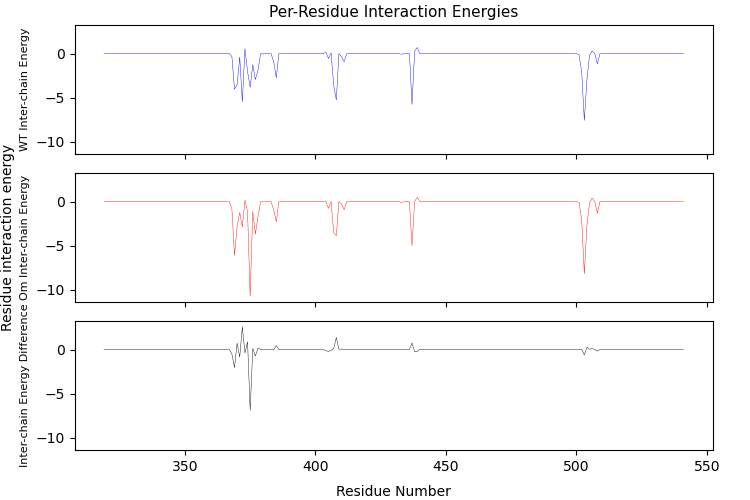 Per-Residue Interaction Energies
WT Inter-chain Energy
0
−5
−10
Residue interaction energy
Om Inter-chain Energy
0
−5
−10
Inter-chain Energy Difference
0
−5
−10
350
400
450
500
550
Residue Number